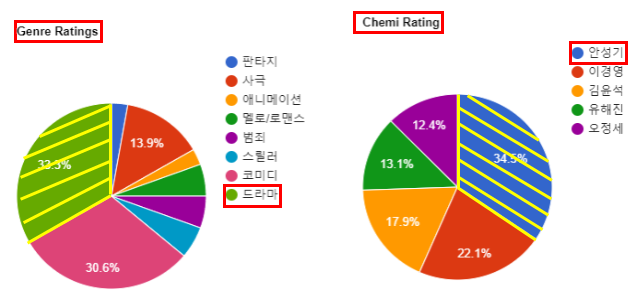 Genre Ratings
판타지
사극
애니메이션
멜로/로맨스
범죄
스릴러
코미디
드라마
13.9%
33.3%
30.6%
Chemi Rating
안성기
이경영
김윤석
유해진
오정세
12.4%
34.5%
13.1%
17.9%
22.1%